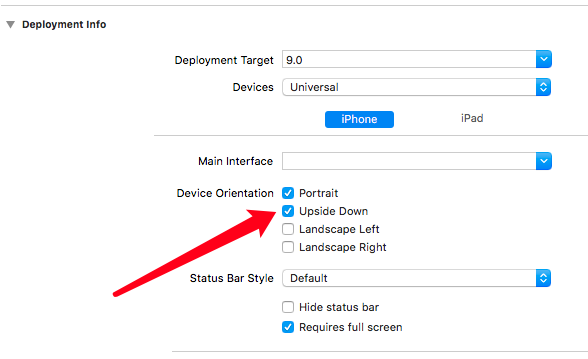 Deployment Info
Deployment Target 9.0
Devices Universal
iPhone iPad
Main Interface
Device Orientation Portrait
Upside Down
Landscape Left
Landscape Right
Status Bar Style Default
Hide status bar
Requires full screen